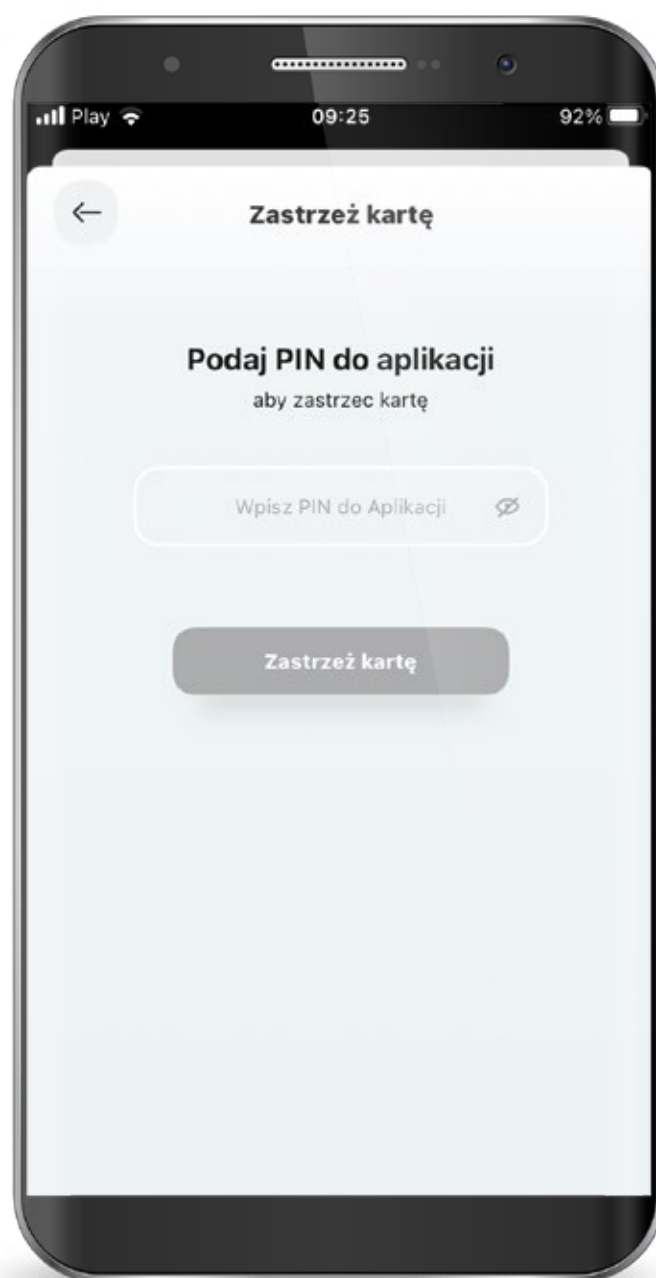 Play 09:25 92%
Zastrzeż kartę
Podaj PIN do aplikacji
aby zastrzec kartę
Wpisz PIN do Aplikacji
Zastrzeż kartę